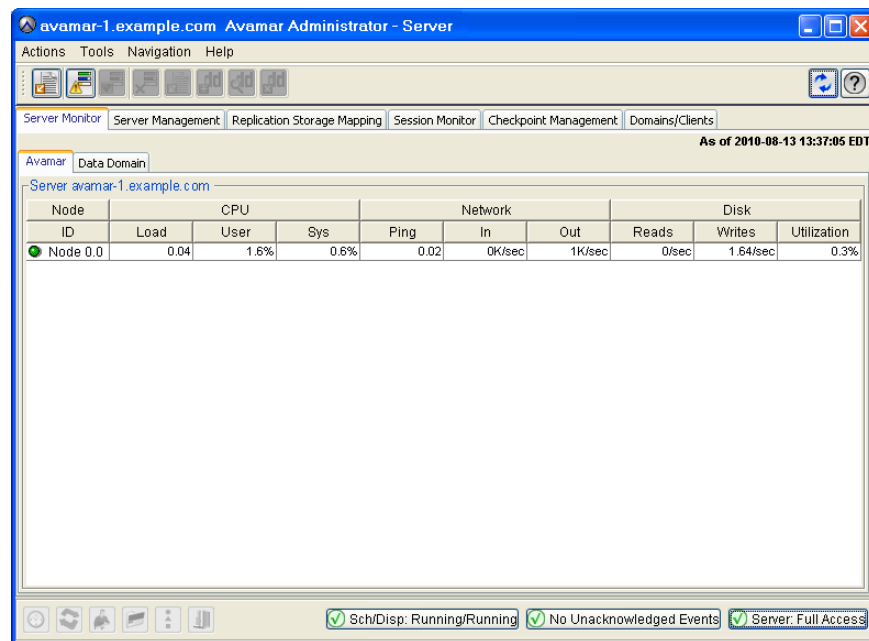 avamar-1.example.com Avamar Administrator - Server
Actions Tools Navigation Help
Server Monitor Server Management Replication Storage Mapping Session Monitor Checkpoint Management Domains/Clients
As of 2010-08-13 13:37:05 EDT
Avamar Data Domain
Server avamar-1.example.com
Node CPU Network Disk
ID Load User Sys Ping In Out Reads Writes Utilization
Node 0.0 0.04 1.6% 0.6% 0.02 0K/sec 1K/sec 0/sec 1.64/sec 0.3%
Sch/Disp: Running/Running No Unacknowledged Events Server: Full Access